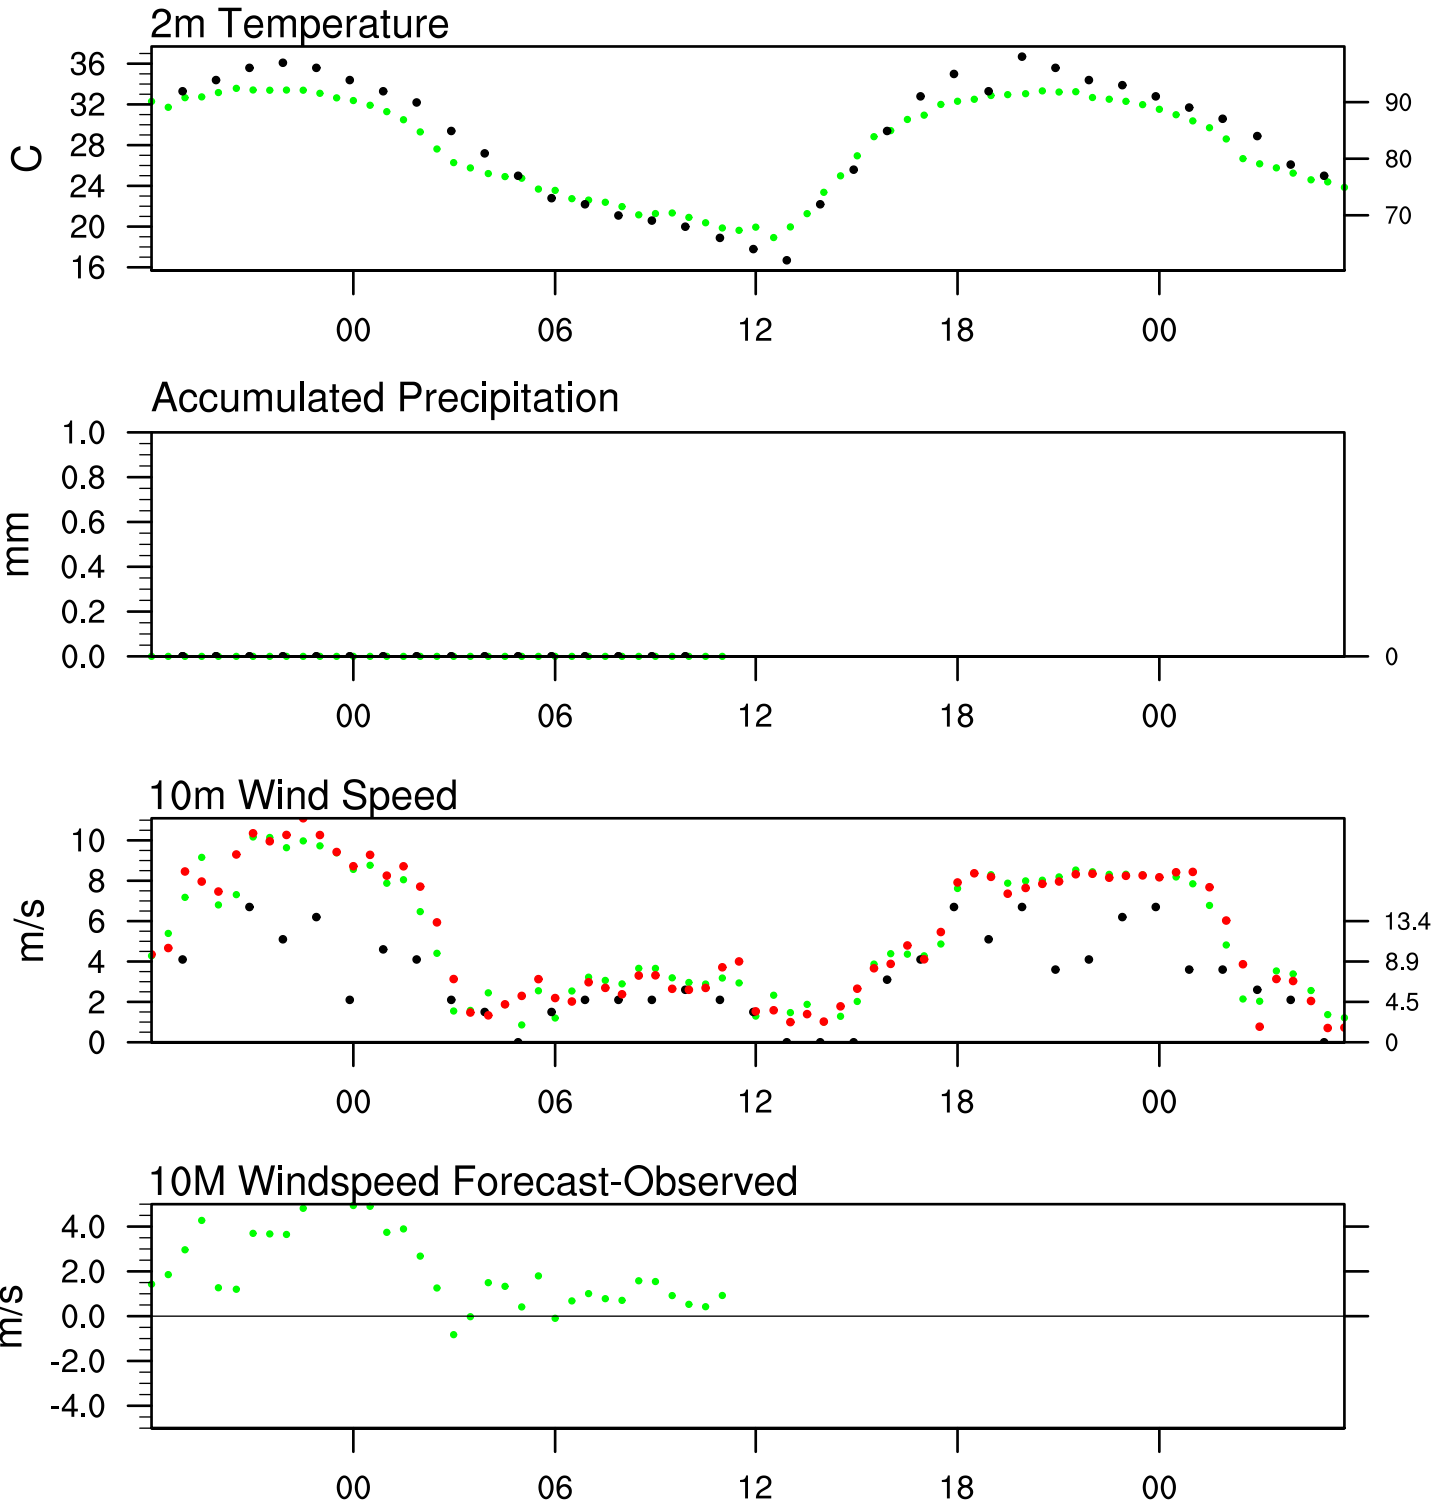 2m Temperature
C
36
32
28
24
20
16
90
80
70
00 06 12 18 00
Accumulated Precipitation
mm
1.0
0.8
0.6
0.4
0.2
0.0
0
00 06 12 18 00
10m Wind Speed
m/s
10
8
6
4
2
0
13.4
8.9
4.5
0
00 06 12 18 00
10M Windspeed Forecast-Observed
m/s
4.0
2.0
0.0
-2.0
-4.0
00 06 12 18 00